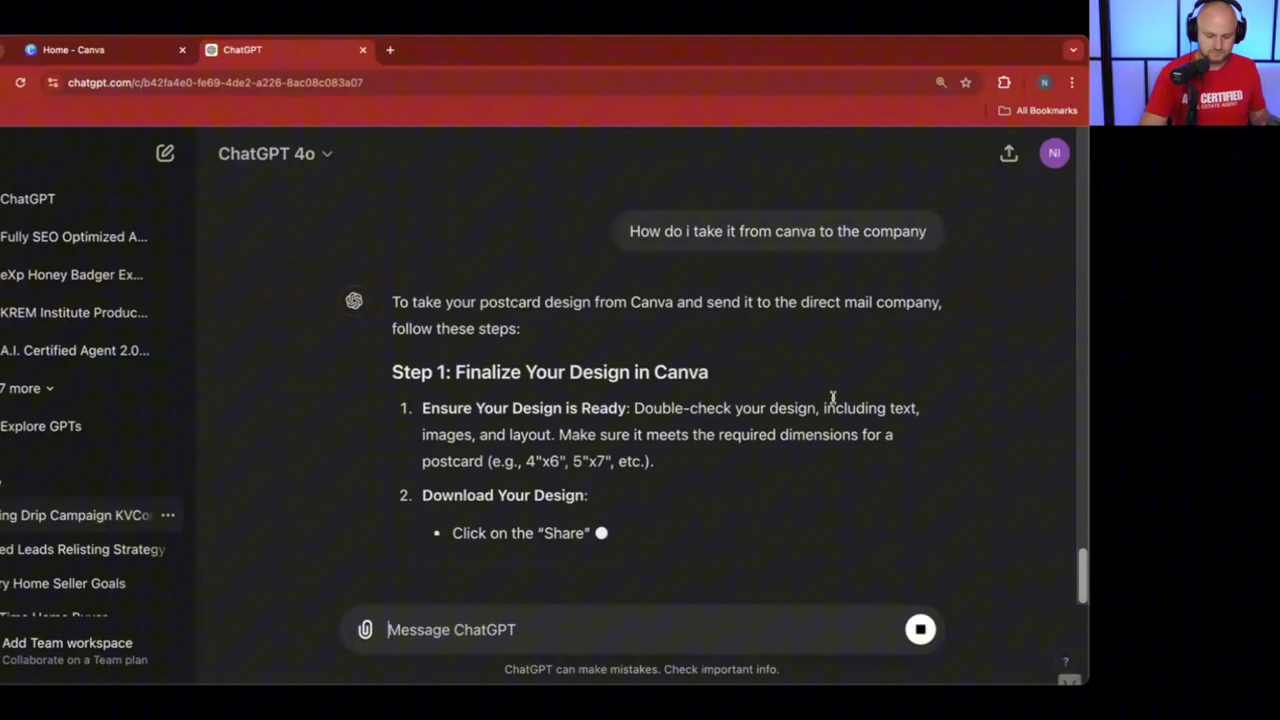 Home - Canva
ChatGPT
chatgpt.com/c/b42fa4e0-fe69-4de2-a226-8ac08c083a07
N
All Bookmarks
ChatGPT 4o
NI
ChatGPT
Fully SEO Optimized A...
eXp Honey Badger Ex...
KREM Institute Produc...
A.I. Certified Agent 2.0...
7 more
Explore GPTs
ing Drip Campaign KVCo
ed Leads Relisting Strategy
ry Home Seller Goals
Add Team workspace
Collaborate on a Team plan
How do i take it from canva to the company
To take your postcard design from Canva and send it to the direct mail company,
follow these steps:
Step 1: Finalize Your Design in Canva
1. Ensure Your Design is Ready: Double-check your design, including text,
images, and layout. Make sure it meets the required dimensions for a
postcard (e.g., 4"x6", 5"x7", etc.).
2. Download Your Design:
• Click on the “Share”
Message ChatGPT
ChatGPT can make mistakes. Check important info.
?
CERTIFIED
ESTATE AGENT